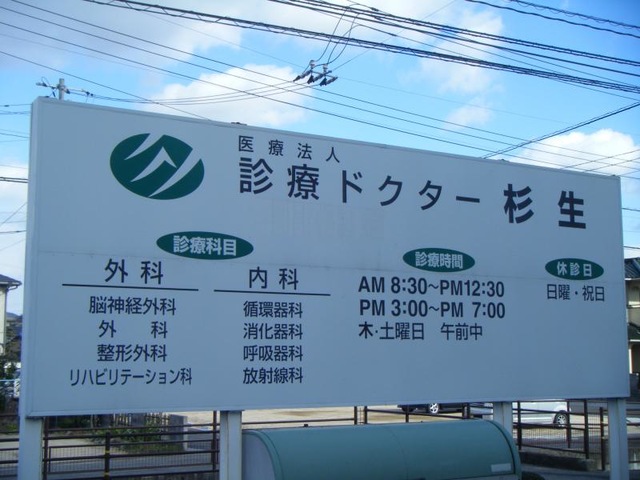 医療法人
診療ドクター杉生
診療科目
外科
脳神経外科
外科
整形外科
リハビリテーション科
内科
循環器科
消化器科
呼吸器科
放射線科
診療時間
AM 8:30~PM12:30
PM 3:00~PM 7:00
木・土曜日 午前中
休診日
日曜・祝日